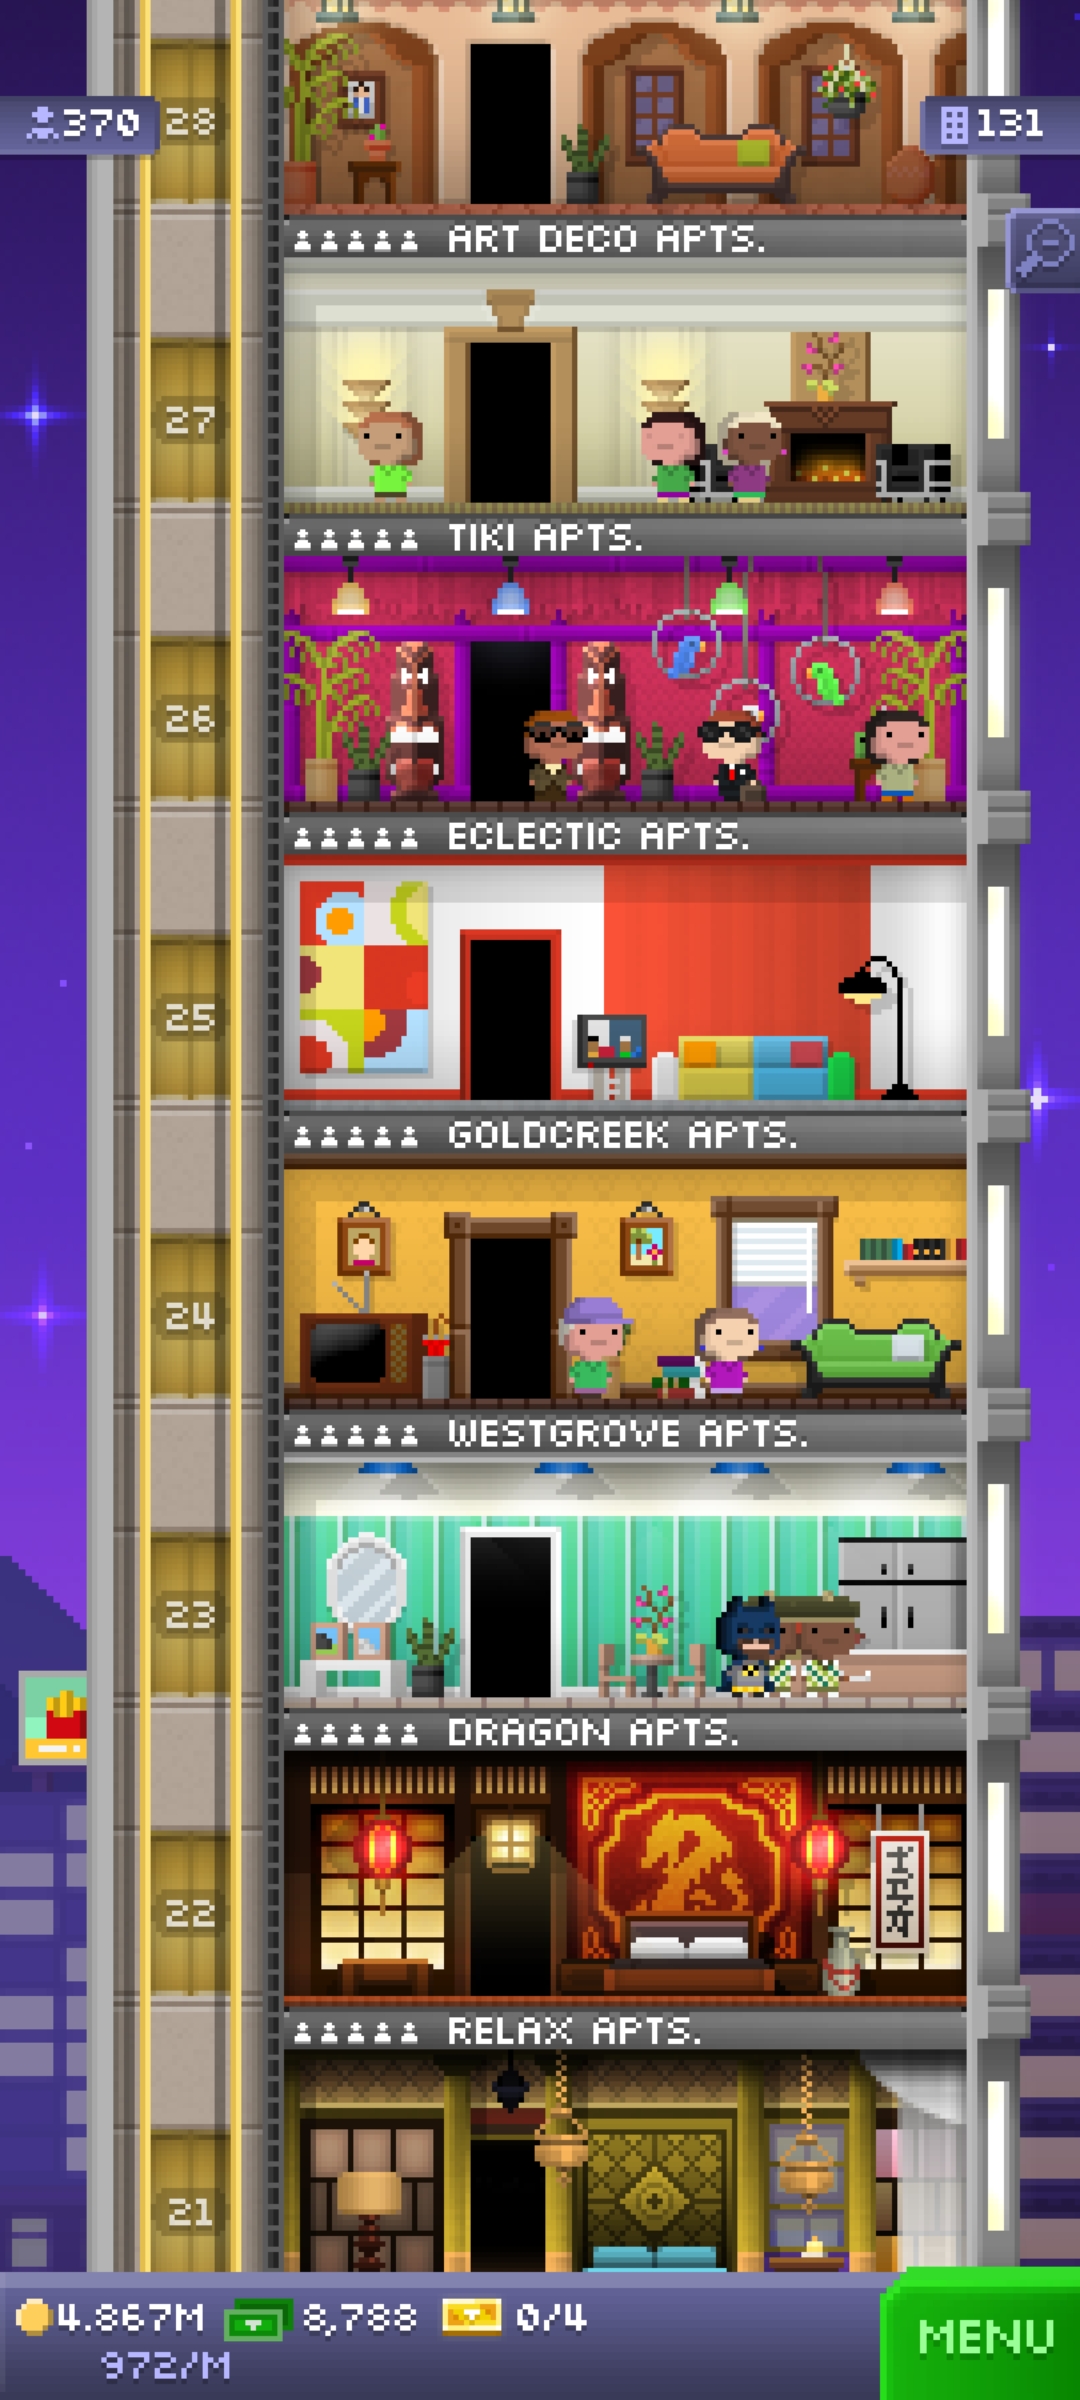 28
370
131
ART DECO APTS.
27
TIKI APTS.
26
ECLECTIC APTS.
25
GOLDCREEK APTS.
24
WESTGROVE APTS.
23
DRAGON APTS.
22
RELAX APTS.
21
4.867M 8,788 0/4
972/M
MENU